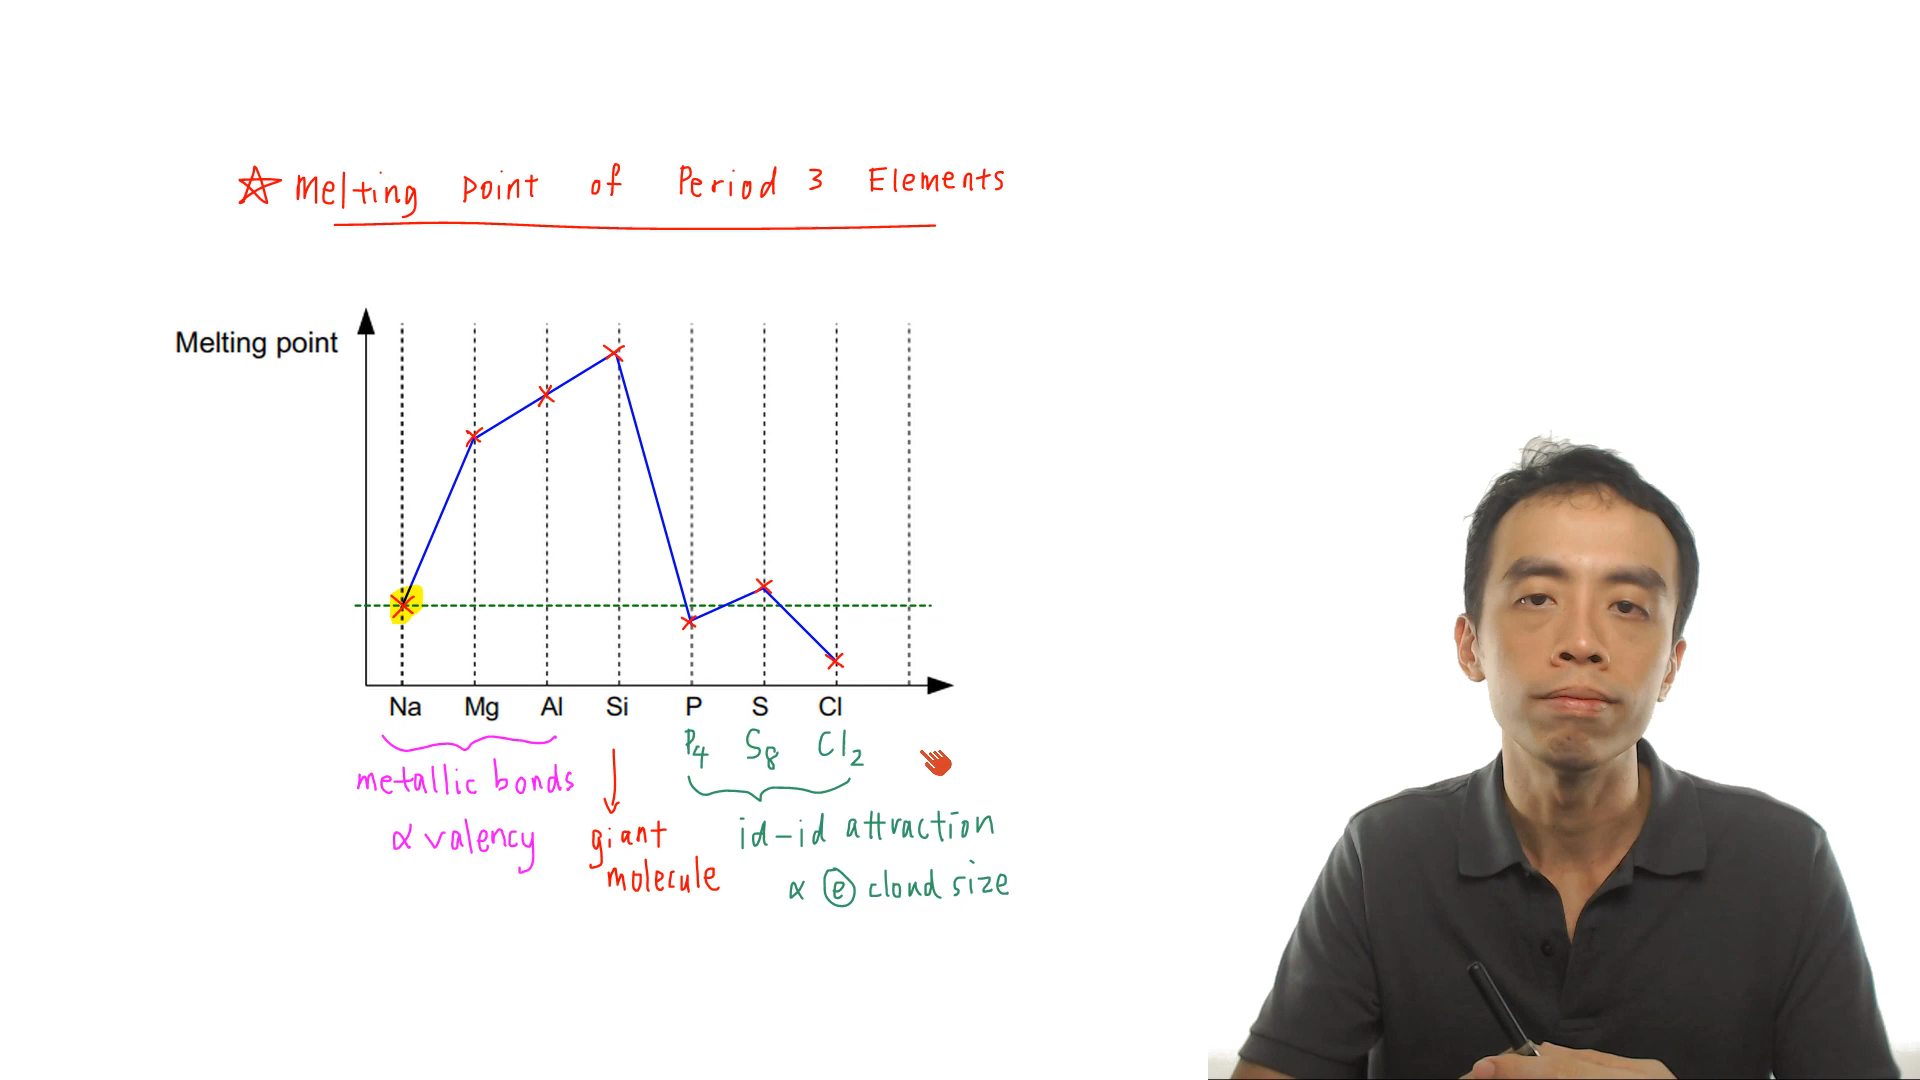 ☆ Melting point of Period 3 Elements
Melting point
Na Mg Al Si P S Cl
P₄ S₈ Cl₂
metallic bonds
∝ valency
giant
molecule
id-id attraction
∝ ⓔ cloud size